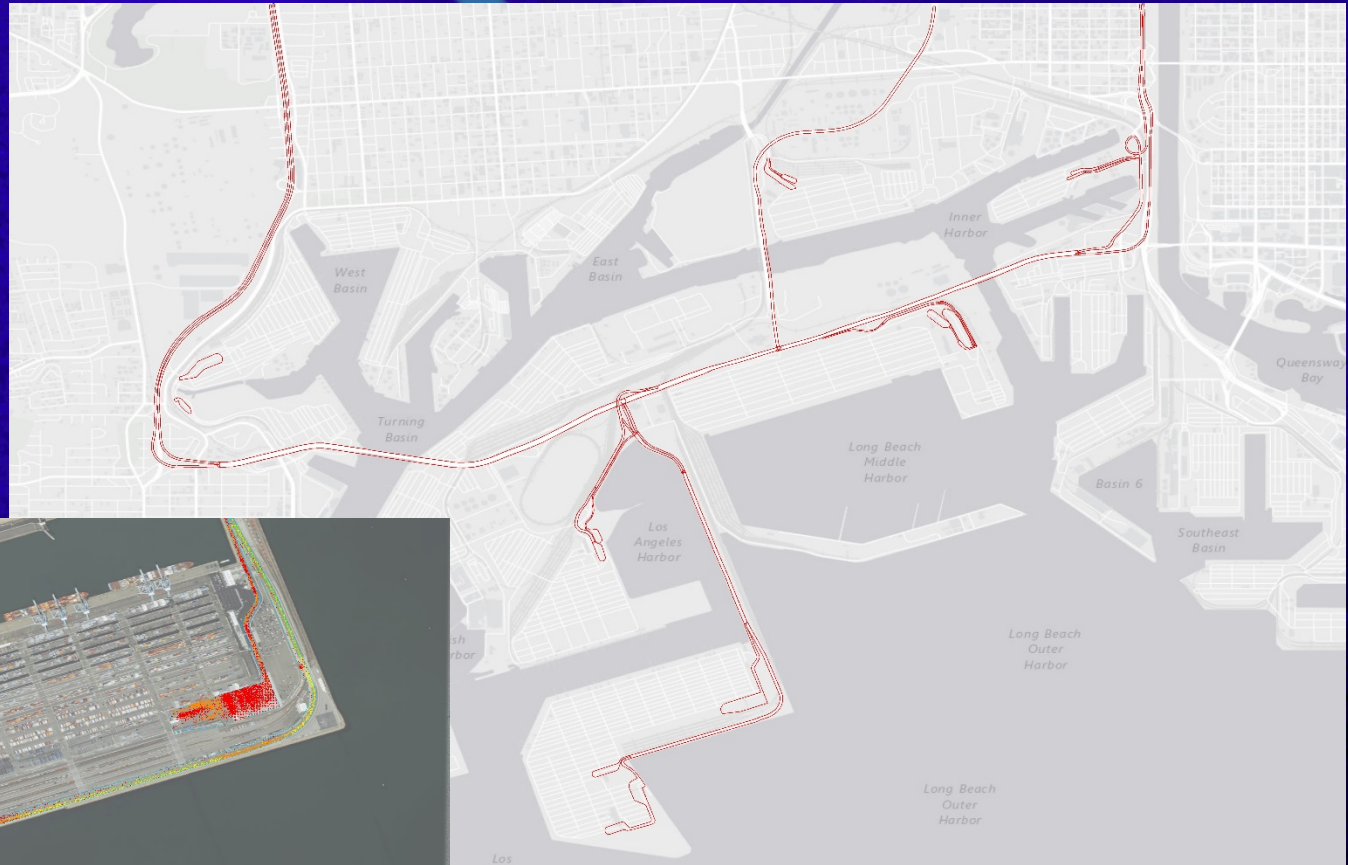 West
Basin
East
Basin
Inner
Harbor
Turning
Basin
Queensway
Bay
Long Beach
Middle
Harbor
Basin 6
Los
Angeles
Harbor
Southeast
Basin
Long Beach
Outer
Harbor
Long Beach
Outer
Harbor
Los